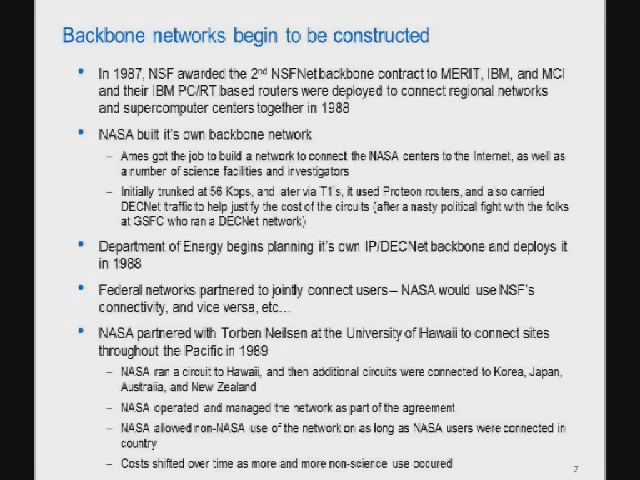 Backbone networks begin to be constructed
• In 1987, NSF awarded the 2nd NSFNet backbone contract to MERIT, IBM, and MCI
and their IBM PC/RT based routers were deployed to connect regional networks
and supercomputer centers together in 1988
• NASA built it's own backbone network
– Ames got the job to build a network to connect the NASA centers to the Internet, as well as
a number of science facilities and investigators
– Initially trunked at 56 Kbps, and later via T1's, it used Proteon routers, and also carried
DECNet traffic to help justify the cost of the circuits (after a nasty political fight with the folks
at GSFC who ran a DECNet network)
• Department of Energy begins planning it's own IP/DECNet backbone and deploys it
in 1988
• Federal networks partnered to jointly connect users – NASA would use NSF's
connectivity, and vice versa, etc…
• NASA partnered with Torben Neilsen at the University of Hawaii to connect sites
throughout the Pacific in 1989
– NASA ran a circuit to Hawaii, and then additional circuits were connected to Korea, Japan,
Australia, and New Zealand
– NASA operated and managed the network as part of the agreement
– NASA allowed non-NASA use of the network on as long as NASA users were connected in
country
– Costs shifted over time as more and more non-science use occured
7